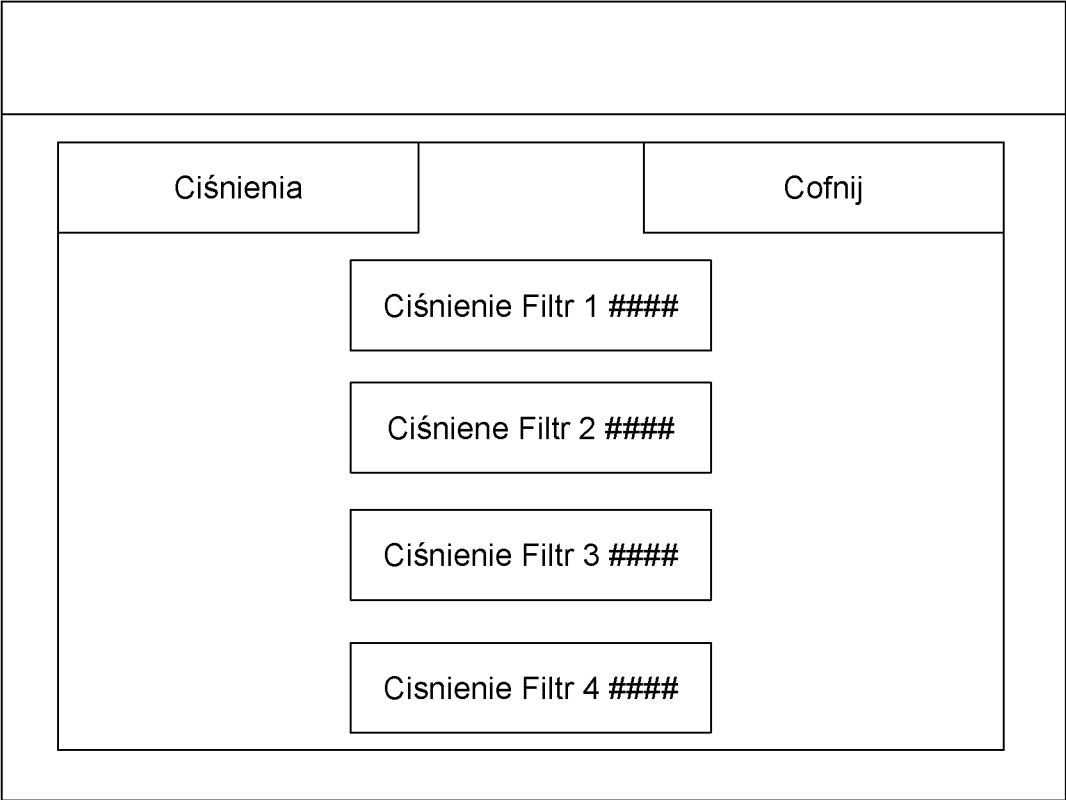 Ciśnienia
Cofnij
Ciśnienie Filtr 1 ####
Ciśniene Filtr 2 ####
Ciśnienie Filtr 3 ####
Cisnienie Filtr 4 ####